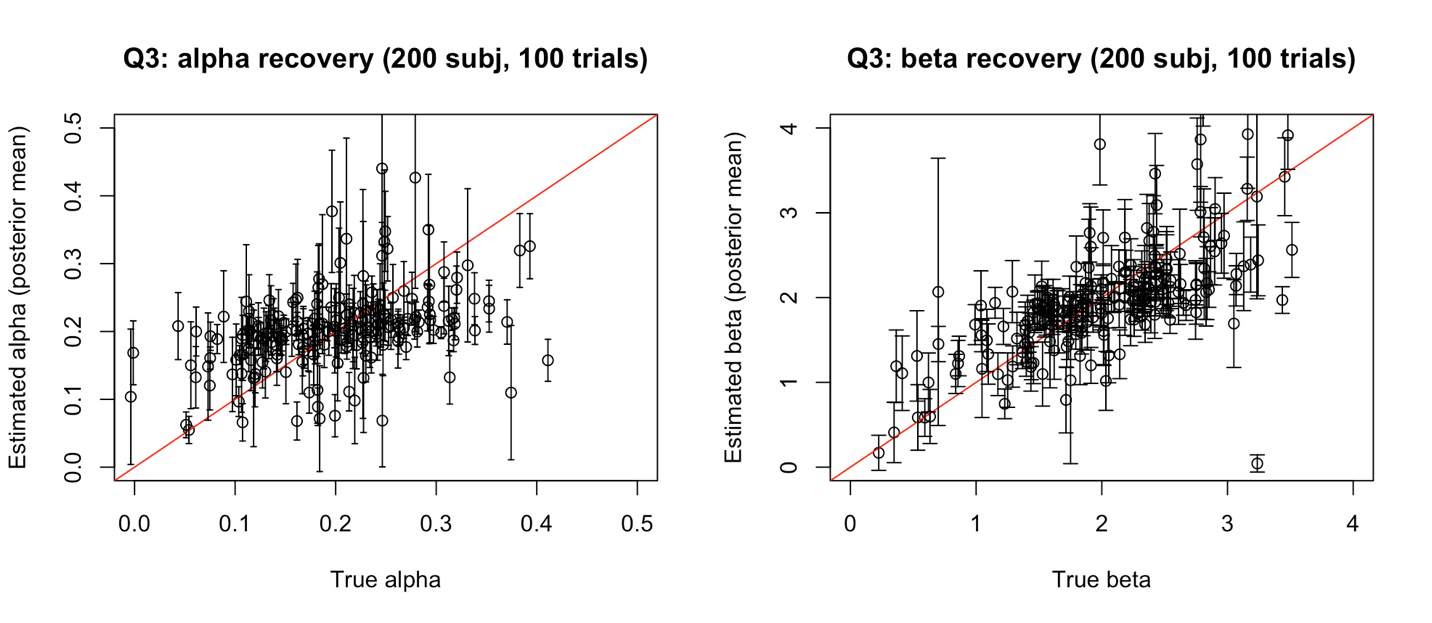 Q3: alpha recovery (200 subj, 100 trials)
Estimated alpha (posterior mean)
0.5
0.4
0.3
0.2
0.1
0.0
0.0 0.1 0.2 0.3 0.4 0.5
True alpha
Q3: beta recovery (200 subj, 100 trials)
Estimated beta (posterior mean)
4
3
2
1
0
0 1 2 3 4
True beta